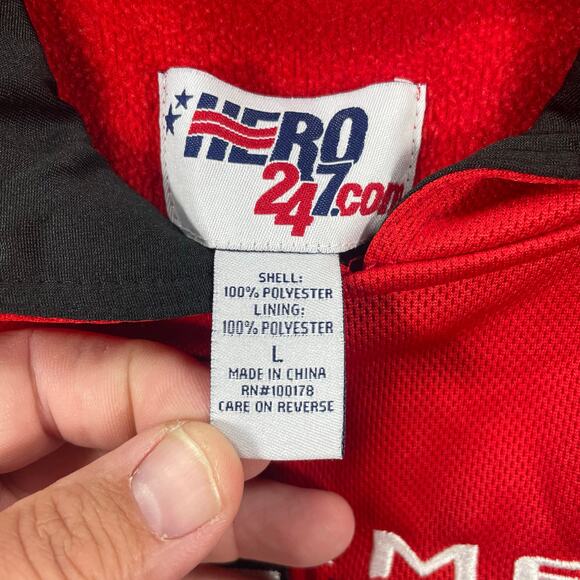 HERO
247.com
SHELL:
100% POLYESTER
LINING:
100% POLYESTER
L
MADE IN CHINA
RN#100178
CARE ON REVERSE